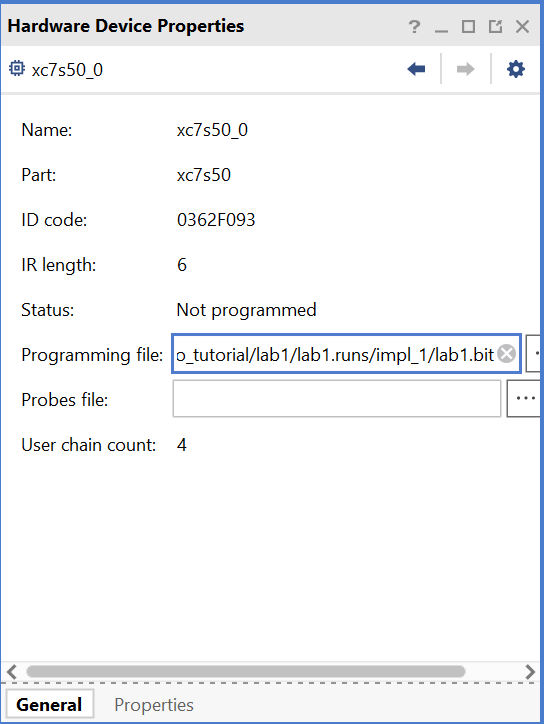 Hardware Device Properties ?
xc7s50_0
Name: xc7s50_0
Part: xc7s50
ID code: 0362F093
IR length: 6
Status: Not programmed
Programming file: o_tutorial/lab1/lab1.runs/impl_1/lab1.bit
Probes file: ...
User chain count: 4
General Properties